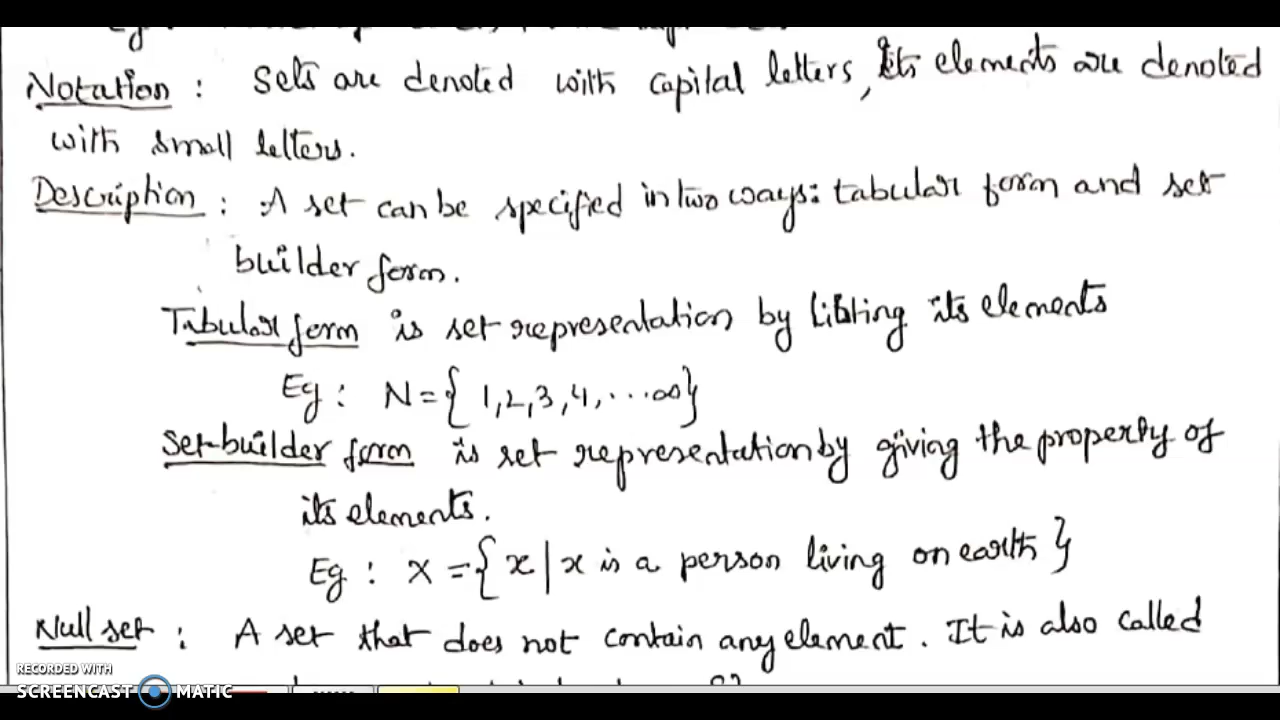 Notation : Sets are denoted with capital letters, its elements are denoted
with small letters.
Description : A set can be specified in two ways: tabular form and set
builder form.
Tabular form is set representation by listing its elements
Eg : N = { 1, 2, 3, 4, ... ∞}
Set-builder form is set representation by giving the property of
its elements.
Eg : X = { x | x is a person living on earth }
Null set : A set that does not contain any element. It is also called
RECORDED WITH
SCREENCAST MATIC